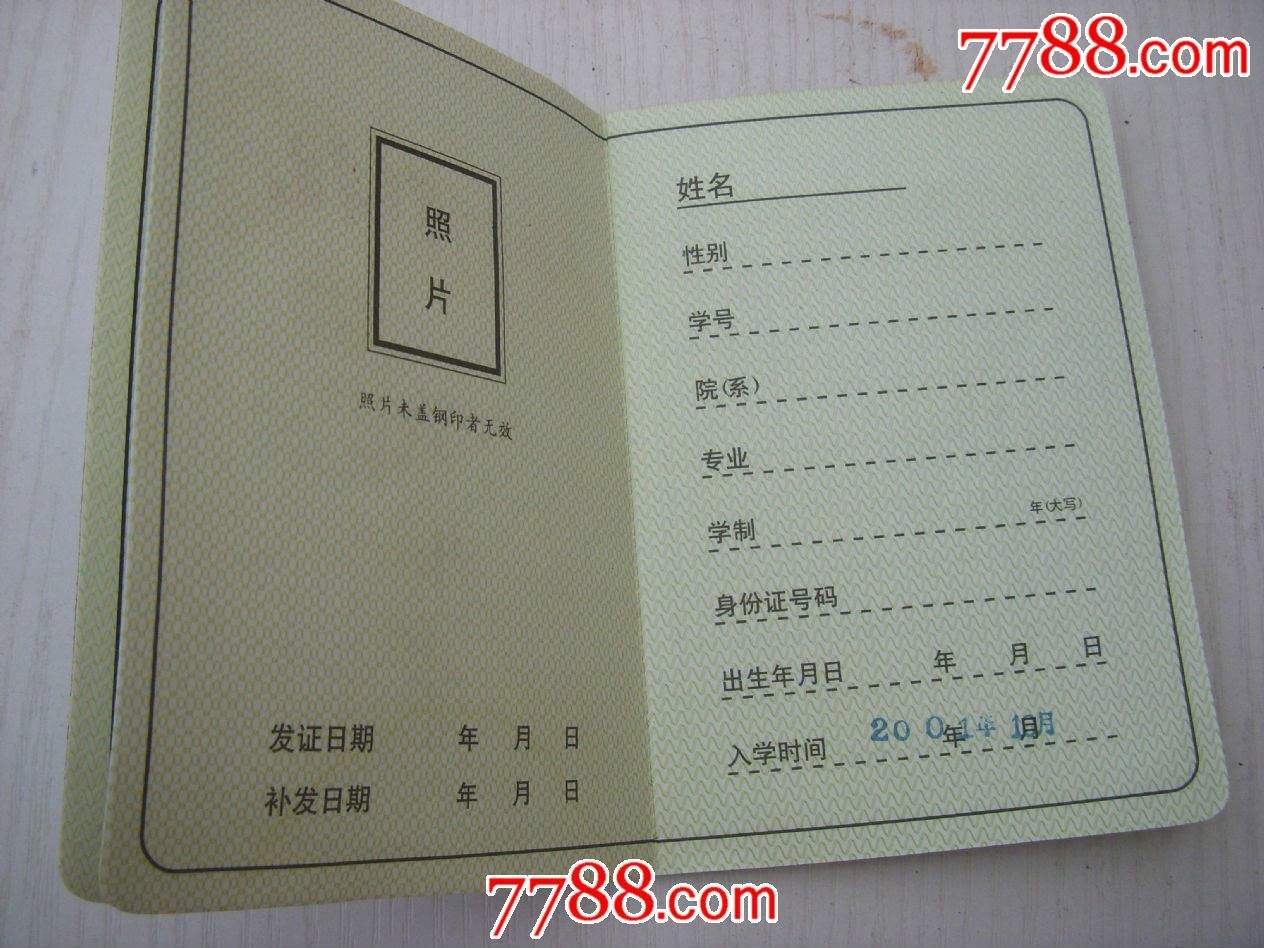 7788.com
照
片
照片未盖钢印者无效
发证日期 年 月 日
补发日期 年 月 日
姓名
性别
学号
院(系)
专业
学制 年(大写)
身份证号码
出生年月日 年 月 日
入学时间 2001年 月
7788.com